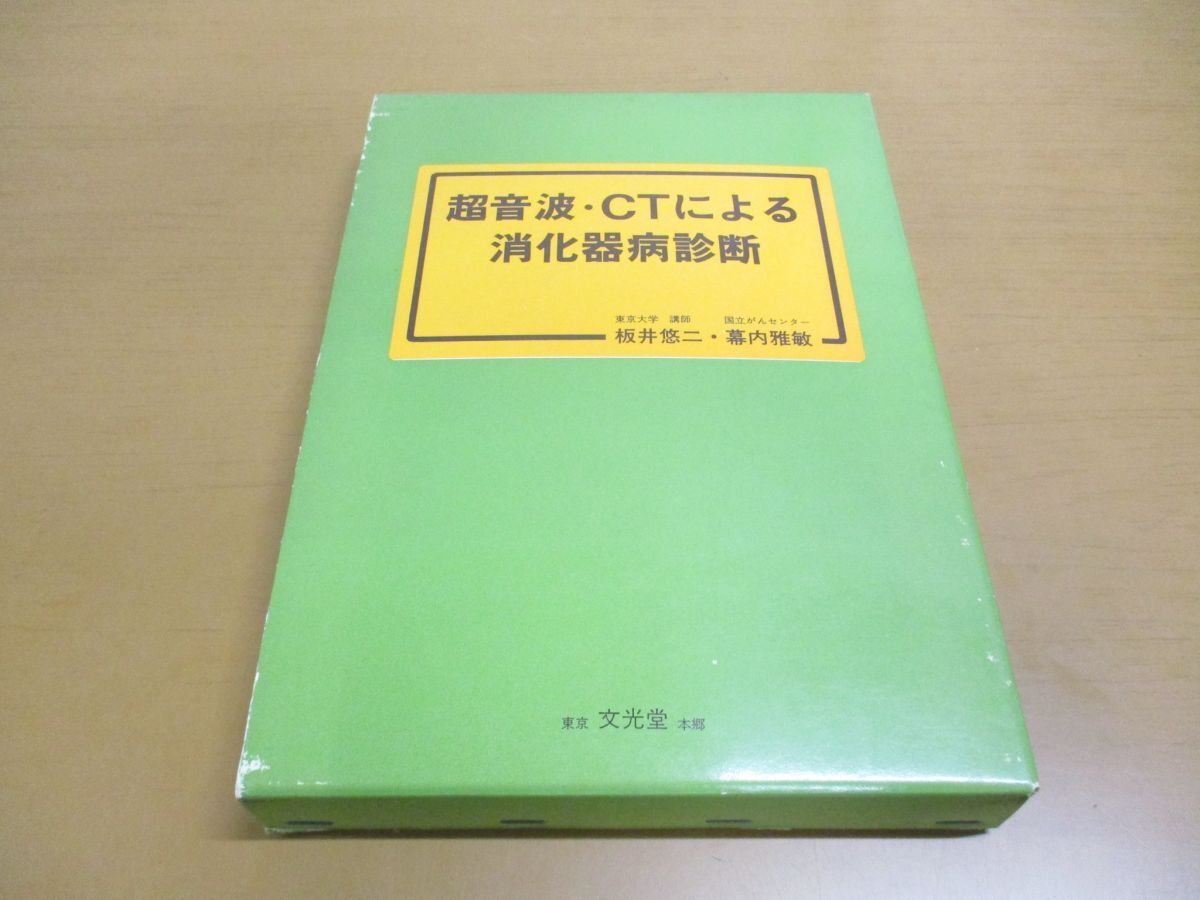 超音波・CTによる
消化器病診断
東京大学 講師 国立がんセンター
板井悠二・幕内雅敏
東京 文光堂 本郷